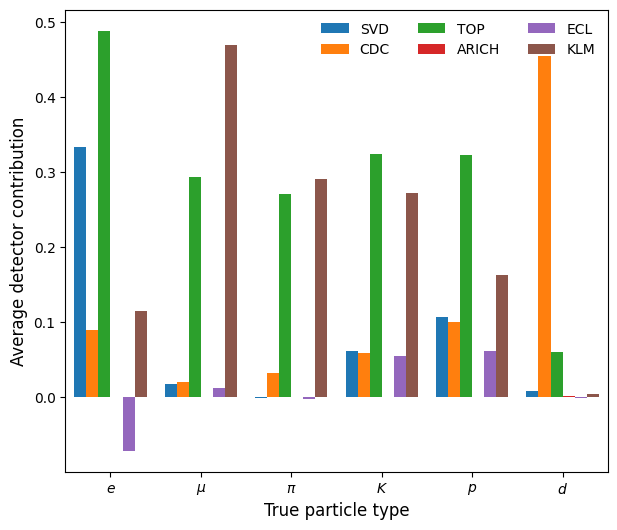 SVD TOP ECL
CDC ARICH KLM
Average detector contribution
0.5
0.4
0.3
0.2
0.1
0.0
e μ π K p d
True particle type